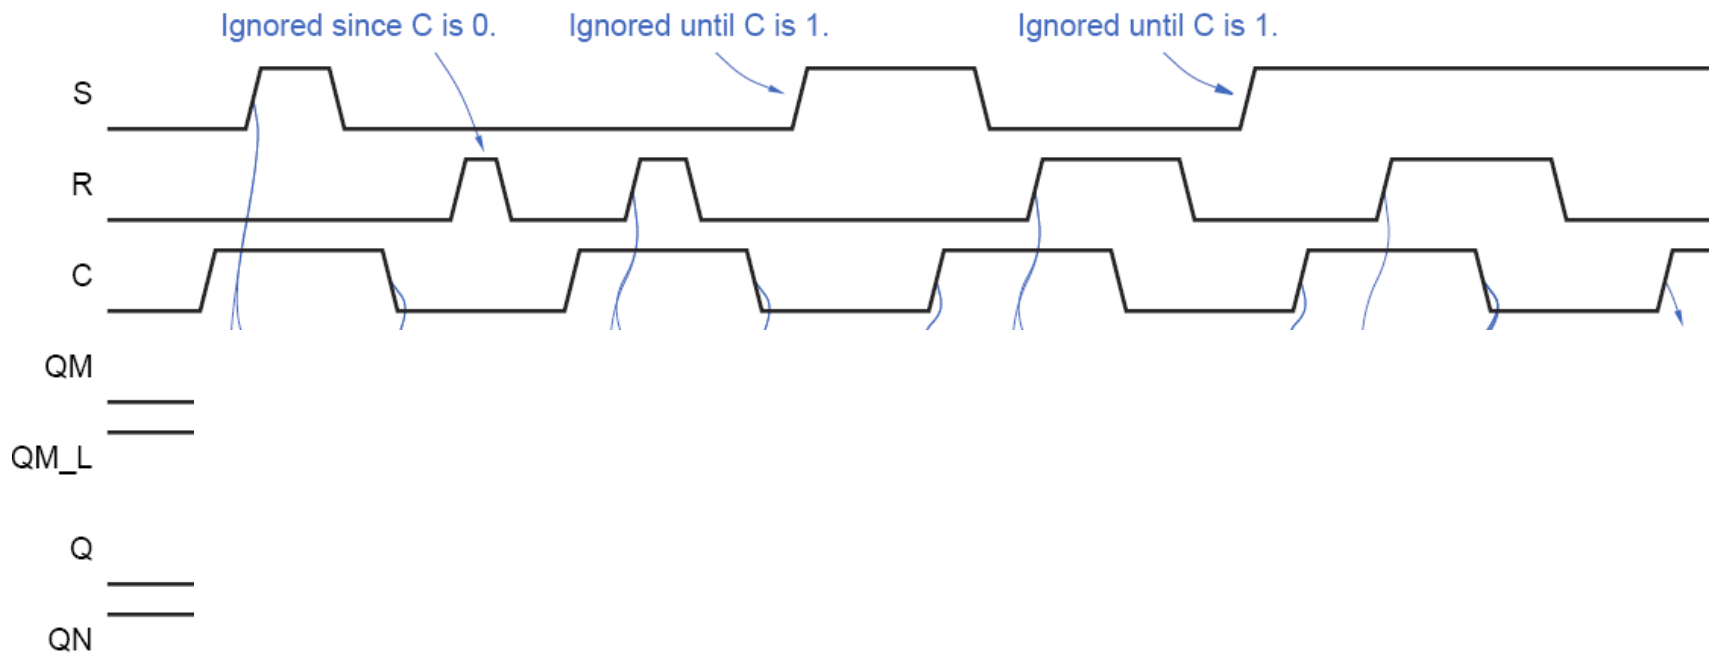 Ignored since C is 0.
Ignored until C is 1.
Ignored until C is 1.
S
R
C
QM
QM_L
Q
QN